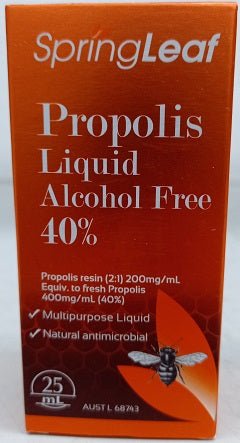 SpringLeaf
Propolis
Liquid
Alcohol Free
40%
Propolis resin (2:1) 200mg/mL
Equiv. to fresh Propolis
400mg/mL (40%)
✓ Multipurpose Liquid
✓ Natural antimicrobial
25
mL
AUST L 68743